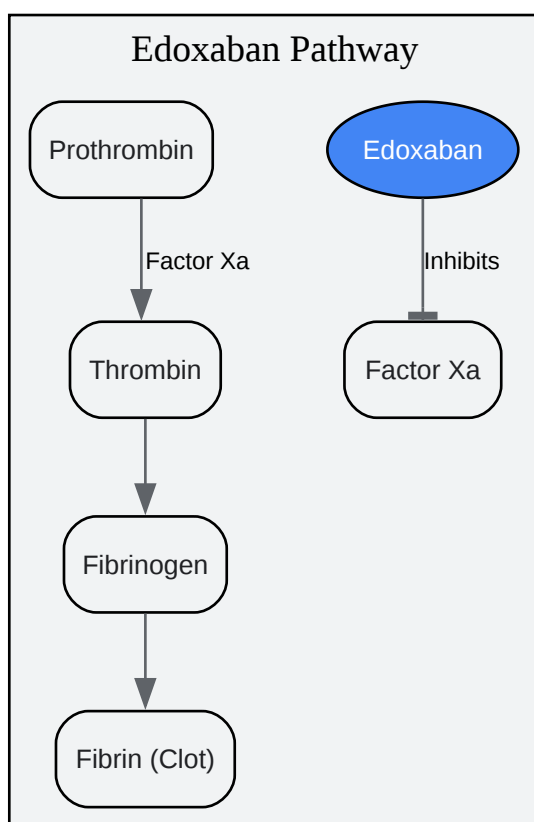 Edoxaban Pathway
Prothrombin
Edoxaban
Factor Xa
Inhibits
Thrombin
Factor Xa
Fibrinogen
Fibrin (Clot)